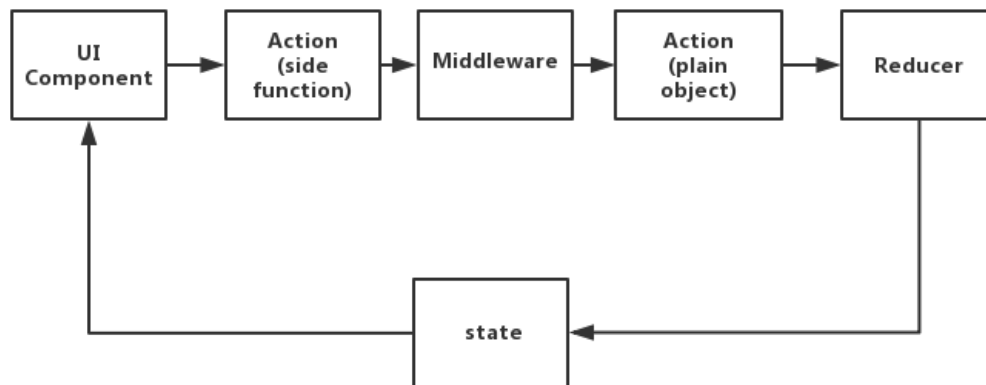 UI
Component
Action
(side
function)
Middleware
Action
(plain
object)
Reducer
state